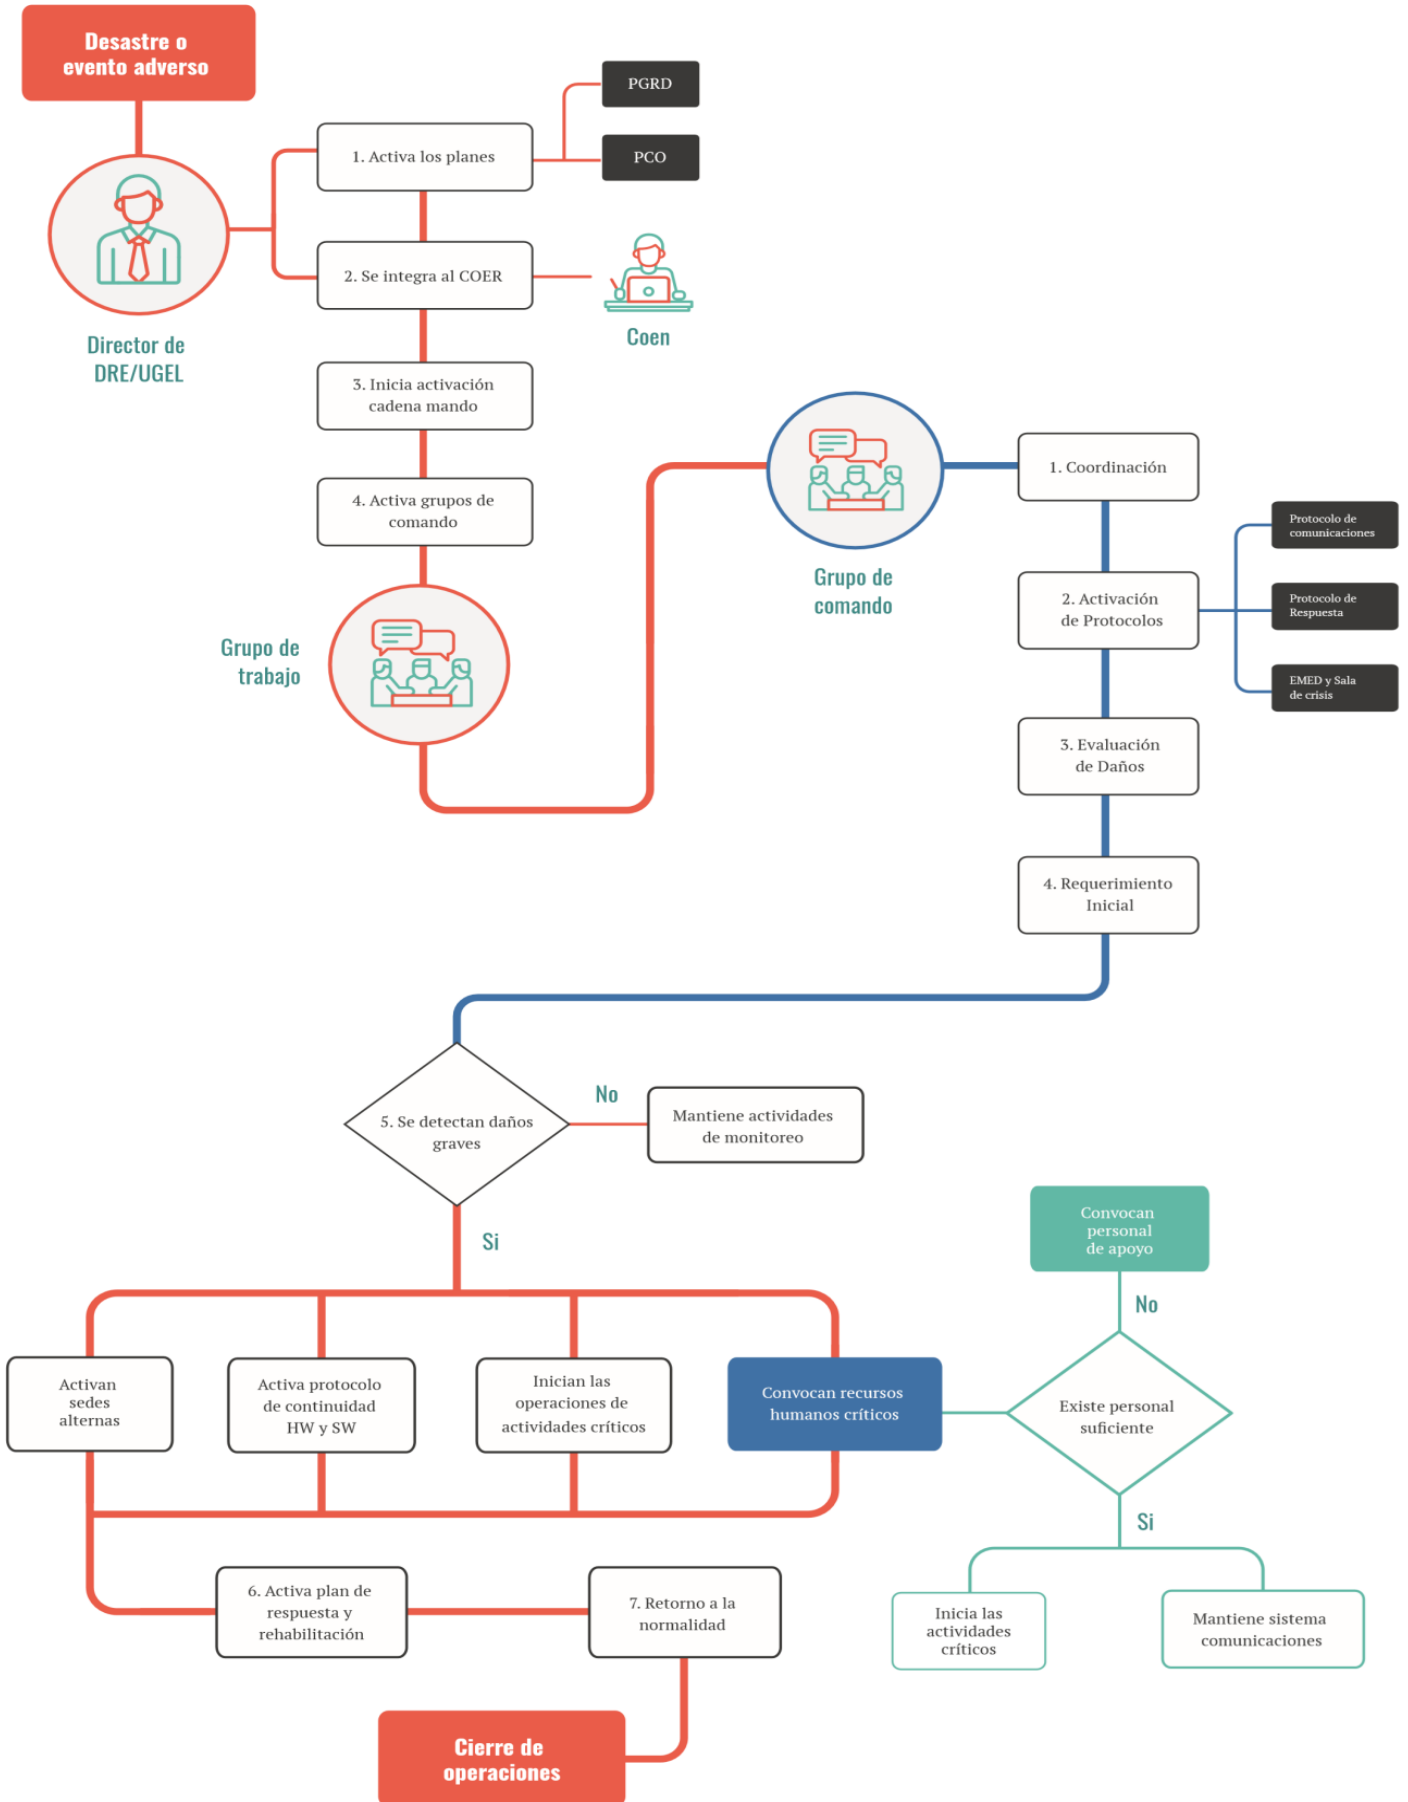 Desastre o
evento adverso
PGRD
1. Activa los planes
PCO
2. Se integra al COER
Coen
Director de
DRE/UGEL
3. Inicia activación
cadena mando
4. Activa grupos de
comando
Grupo de
trabajo
Grupo de
comando
1. Coordinación
2. Activación
de Protocolos
Protocolo de
comunicaciones
Protocolo de
Respuesta
EMED y Sala
de crisis
3. Evaluación
de Daños
4. Requerimiento
Inicial
5. Se detectan daños
graves
No
Mantiene actividades
de monitoreo
Si
Activan
sedes
alternas
Activa protocolo
de continuidad
HW y SW
Inician las
operaciones de
actividades críticos
Convocan recursos
humanos críticos
Convocan
personal
de apoyo
No
Existe personal
suficiente
Si
Inicia las
actividades
críticos
Mantiene sistema
comunicaciones
6. Activa plan de
respuesta y
rehabilitación
7. Retorno a la
normalidad
Cierre de
operaciones